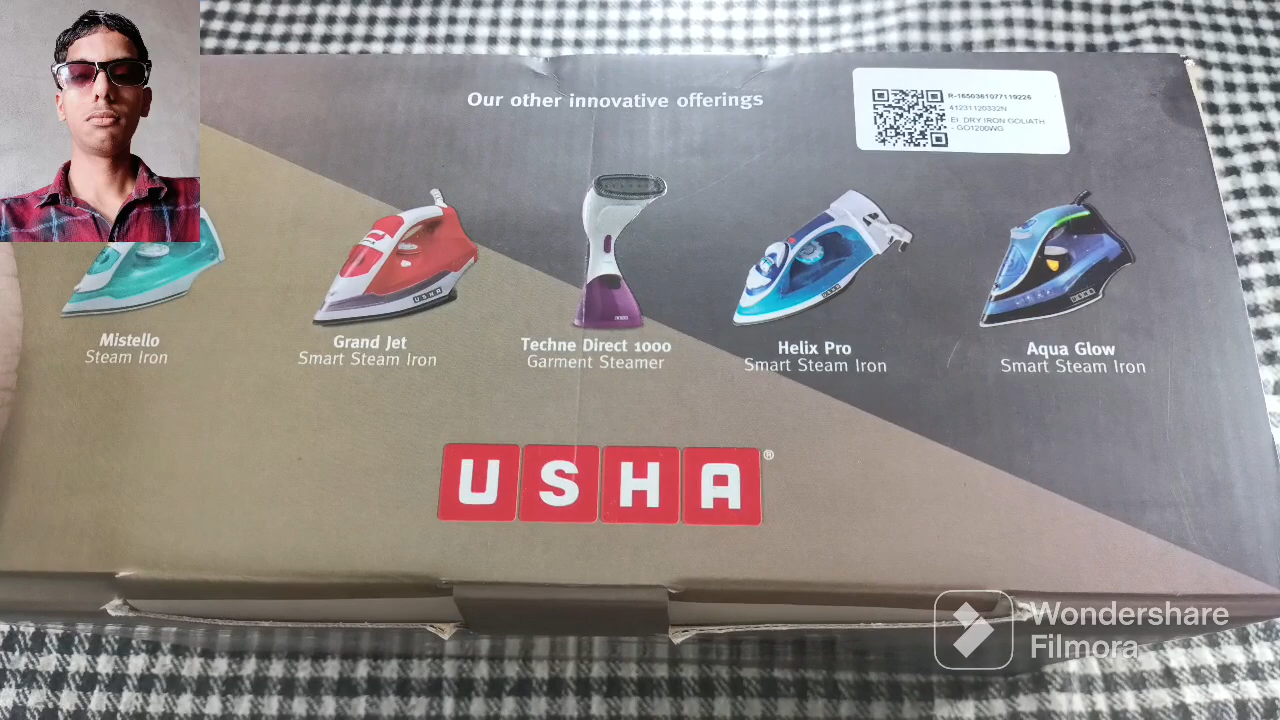 Our other innovative offerings
R-1650361077119226
41231120332N
EI DRY IRON GOLIATH
- GO1200WG
USHA
Mistello
Steam Iron
Grand Jet
Smart Steam Iron
Techne Direct 1000
Garment Steamer
Helix Pro
Smart Steam Iron
Aqua Glow
Smart Steam Iron
USHA®
Wondershare
Filmora